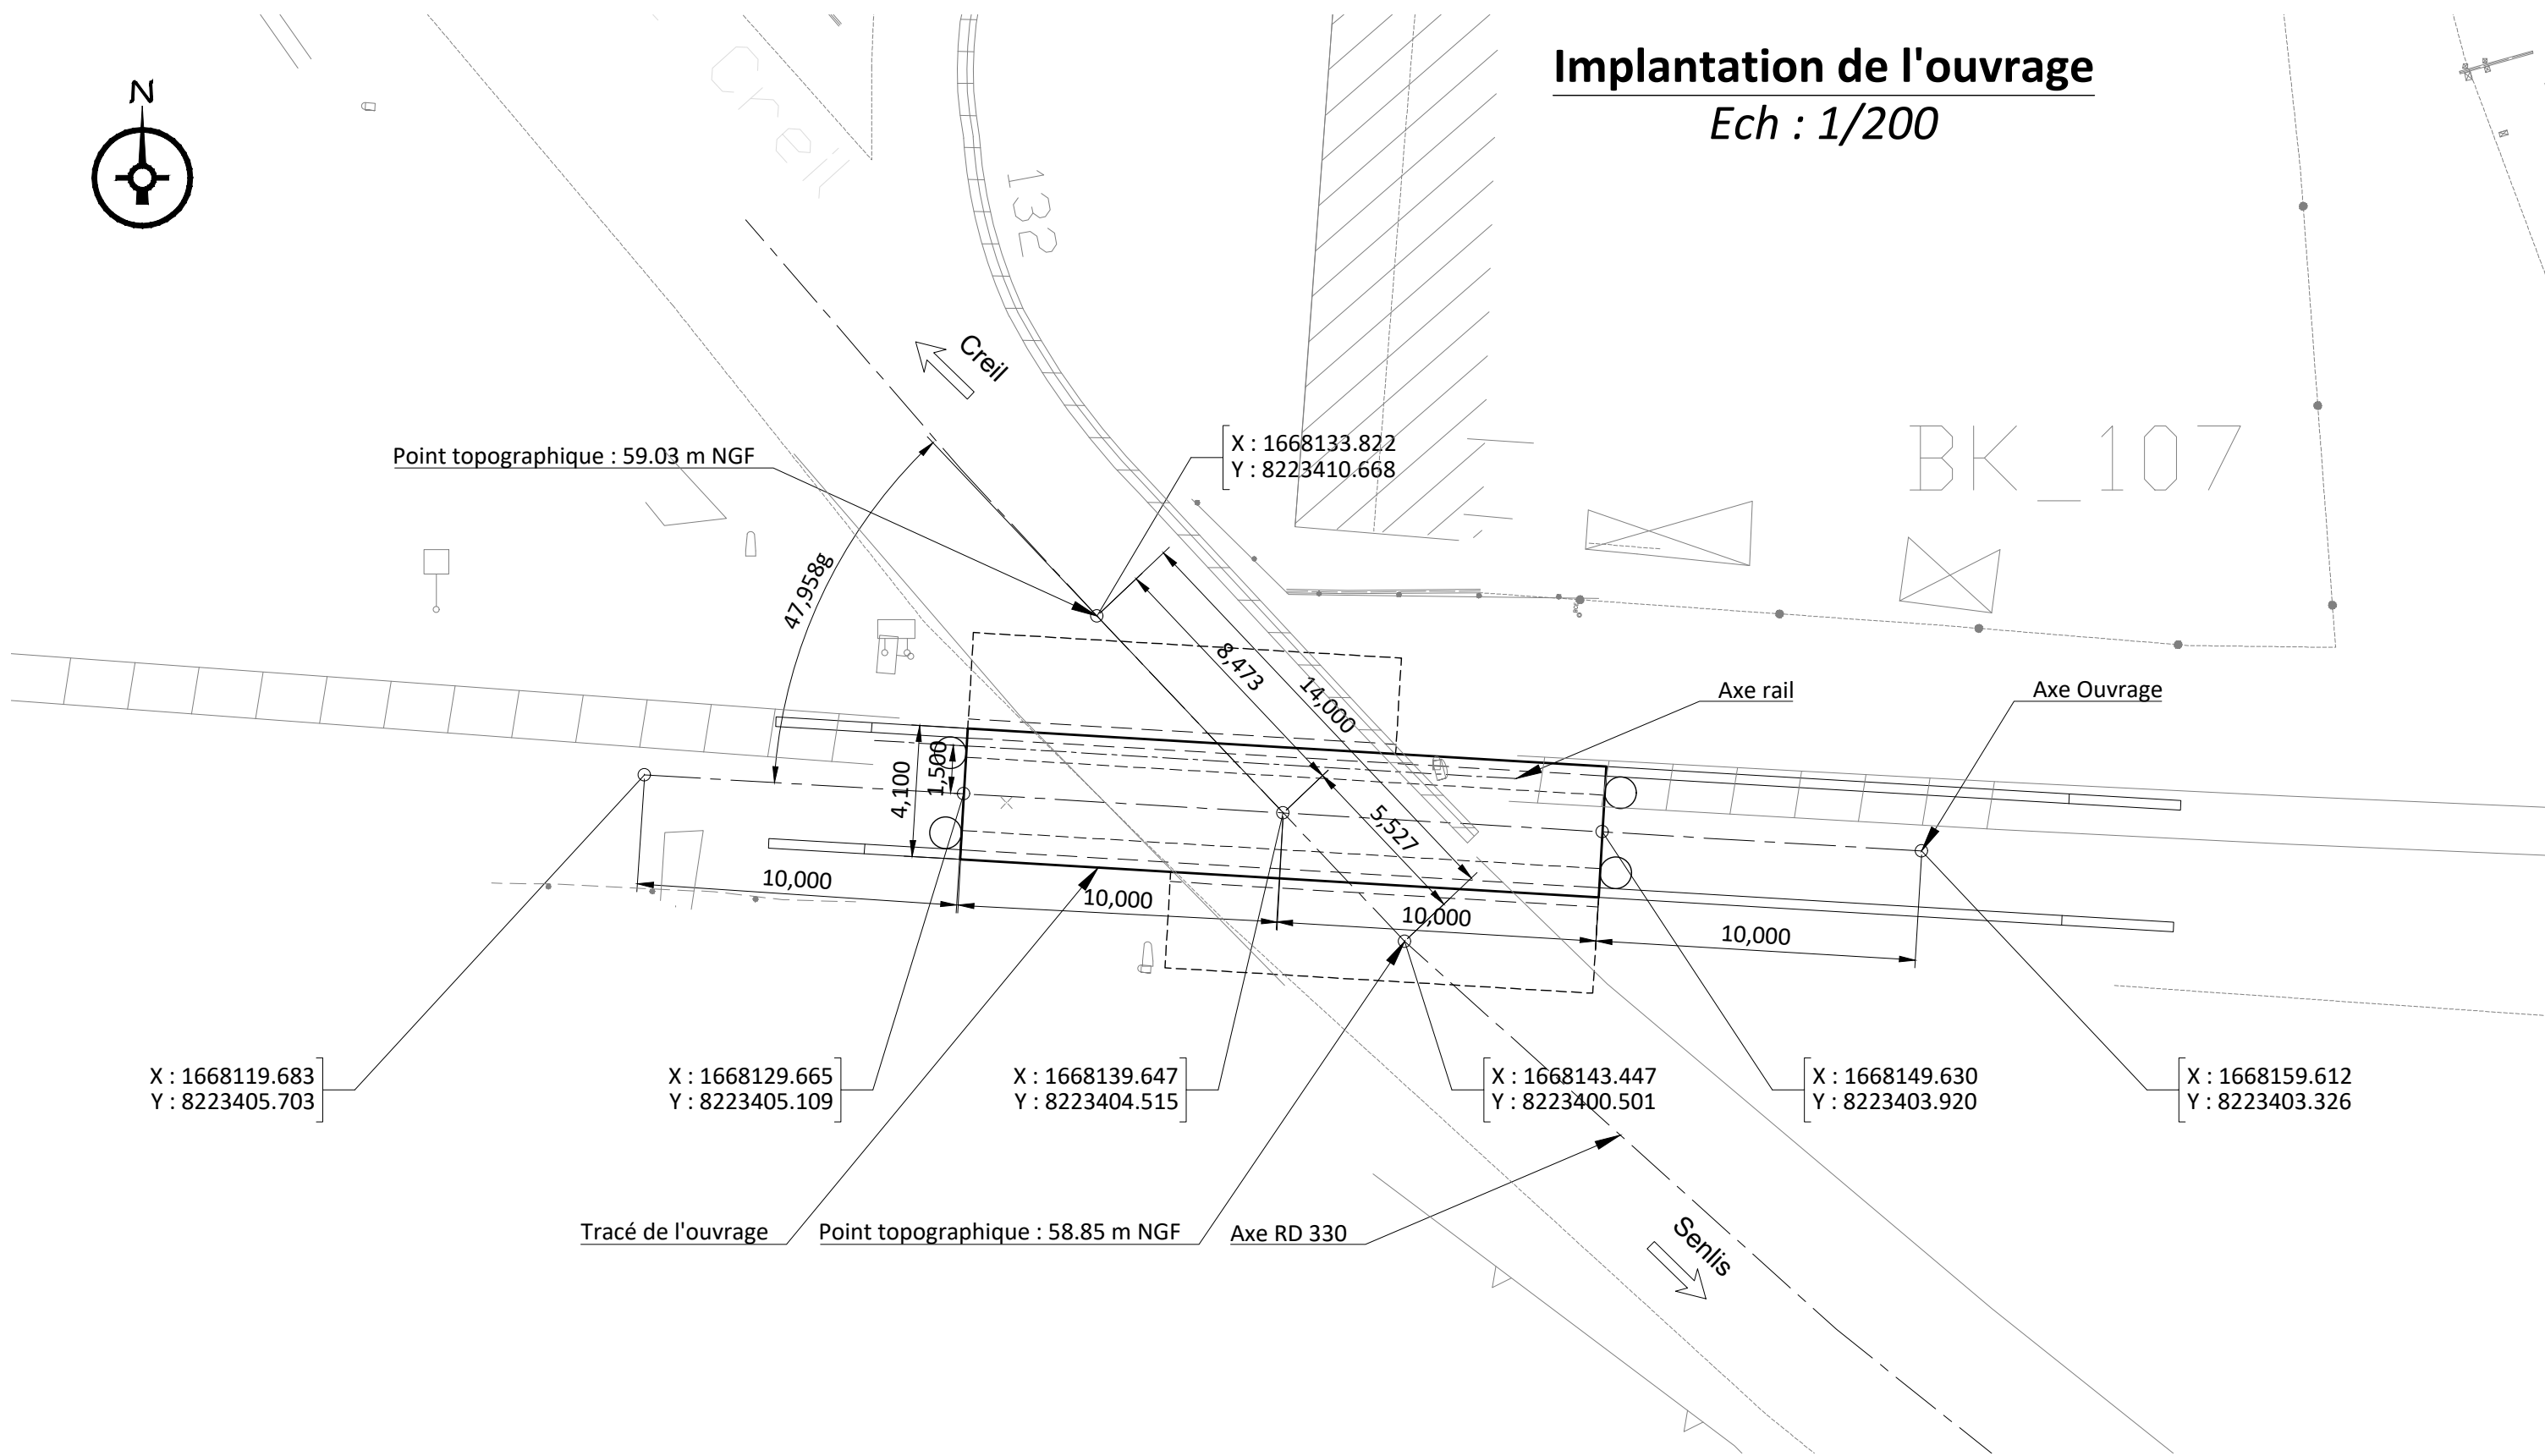 Implantation de l'ouvrage
Ech : 1/200
N
Creil
132
Creil
X : 1668133.822
Y : 8223410.668
Point topographique : 59.03 m NGF
BK_107
47,958g
8,473
14,000
Axe rail
Axe Ouvrage
1,500
4,100
5,527
10,000
10,000
10,000
10,000
X : 1668119.683
Y : 8223405.703
X : 1668129.665
Y : 8223405.109
X : 1668139.647
Y : 8223404.515
X : 1668143.447
Y : 8223400.501
X : 1668149.630
Y : 8223403.920
X : 1668159.612
Y : 8223403.326
Tracé de l'ouvrage
Point topographique : 58.85 m NGF
Axe RD 330
Senlis